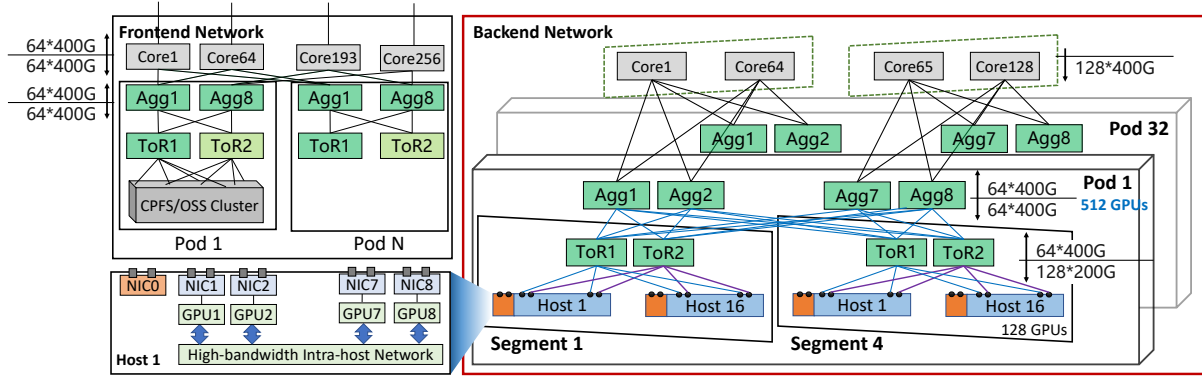 Frontend Network
64*400G
64*400G
Core1
Core64
Core193
Core256
64*400G
64*400G
Agg1
Agg8
Agg1
Agg8
ToR1
ToR2
ToR1
ToR2
CPFS/OSS Cluster
Pod 1
Pod N
NIC0
NIC1
NIC2
NIC7
NIC8
GPU1
GPU2
GPU7
GPU8
High-bandwidth Intra-host Network
Host 1
Backend Network
Core1
Core64
Core65
Core128
128*400G
Agg1
Agg2
Agg7
Agg8
Pod 32
Agg1
Agg2
Agg7
Agg8
64*400G
64*400G
Pod 1
512 GPUs
ToR1
ToR2
ToR1
ToR2
64*400G
128*200G
Host 1
Host 16
Host 1
Host 16
128 GPUs
Segment 1
Segment 4